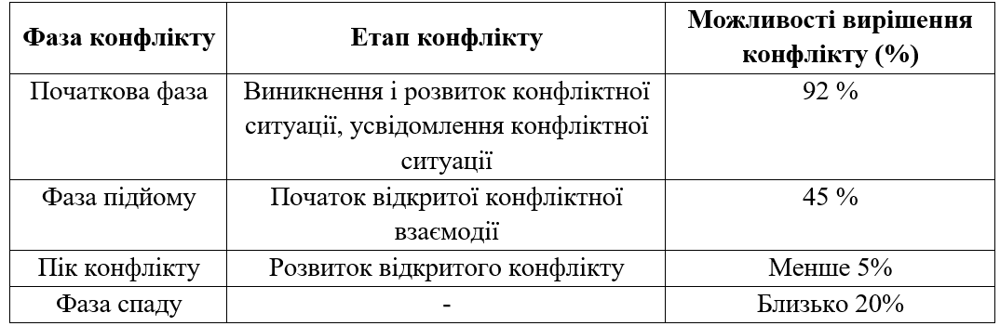 Фаза конфлікту
Етап конфлікту
Можливості вирішення
конфлікту (%)
Початкова фаза
Виникнення і розвиток конфліктної
ситуації, усвідомлення конфліктної
ситуації
92 %
Фаза підйому
Початок відкритої конфліктної
взаємодії
45 %
Пік конфлікту
Розвиток відкритого конфлікту
Менше 5%
Фаза спаду
-
Близько 20%